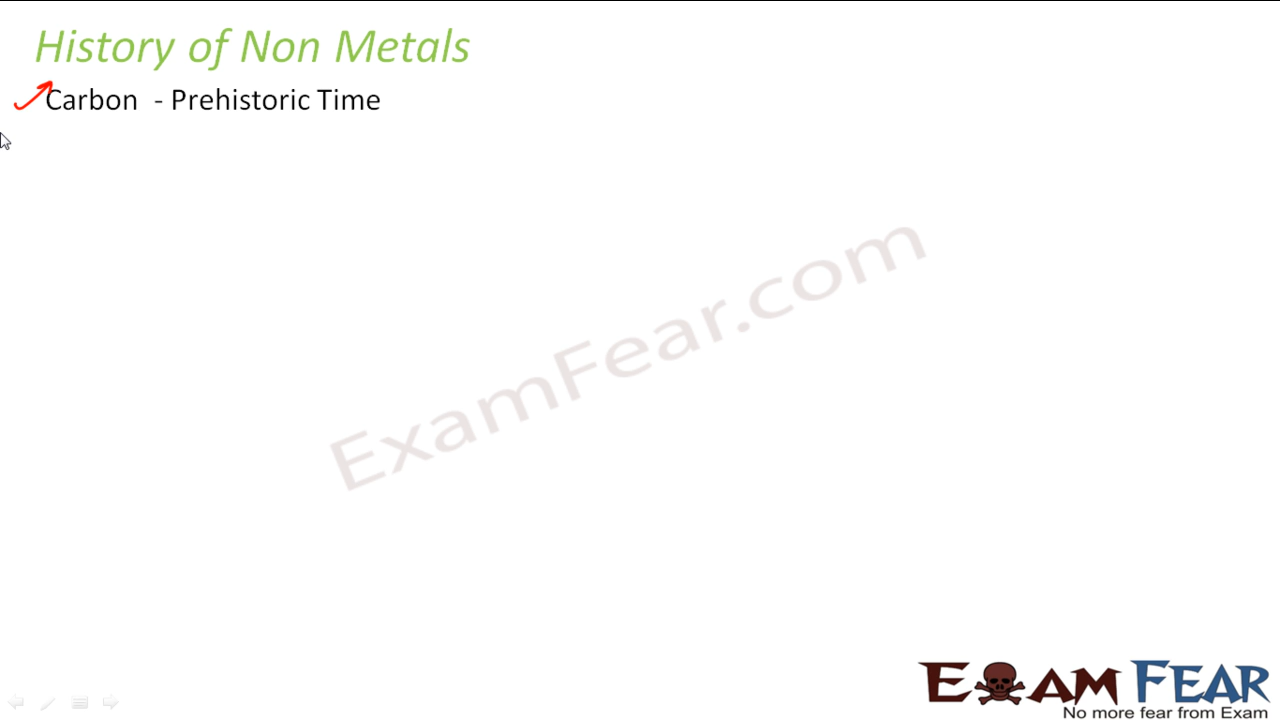 History of Non Metals
Carbon - Prehistoric Time
ExamFear.com
EXAM FEAR
No more fear from Exam